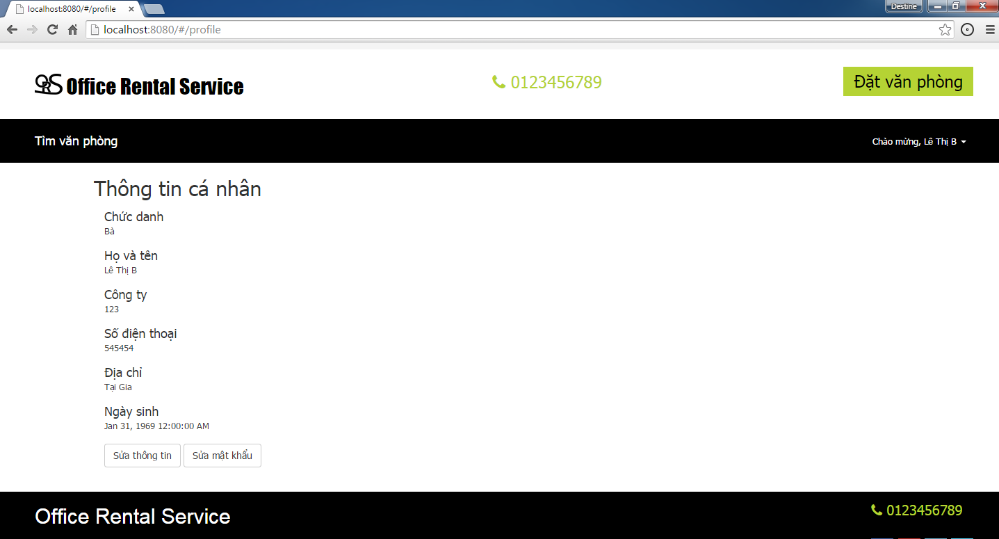 localhost:8080/#/profile
Destine
localhost:8080/#/profile
Office Rental Service
0123456789
Đặt văn phòng
Tìm văn phòng
Chào mừng, Lê Thị B
Thông tin cá nhân
Chức danh
Bà
Họ và tên
Lê Thị B
Công ty
123
Số điện thoại
545454
Địa chỉ
Tại Gia
Ngày sinh
Jan 31, 1969 12:00:00 AM
Sửa thông tin Sửa mật khẩu
Office Rental Service
0123456789